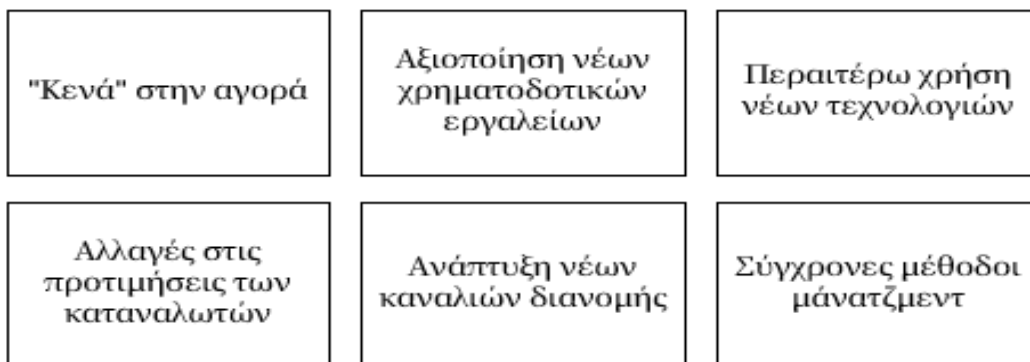 "Κενά" στην αγορά
Αξιοποίηση νέων
χρηματοδοτικών
εργαλείων
Περαιτέρω χρήση
νέων τεχνολογιών
Αλλαγές στις
προτιμήσεις των
καταναλωτών
Ανάπτυξη νέων
καναλιών διανομής
Σύγχρονες μέθοδοι
μάνατζμεντ